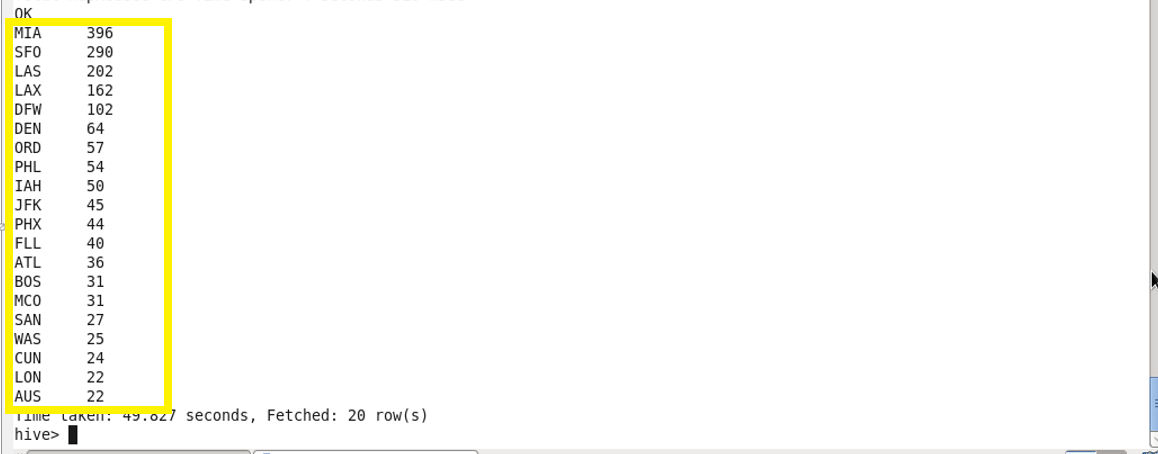 OK
MIA 396
SFO 290
LAS 202
LAX 162
DFW 102
DEN 64
ORD 57
PHL 54
IAH 50
JFK 45
PHX 44
FLL 40
ATL 36
BOS 31
MCO 31
SAN 27
WAS 25
CUN 24
LON 22
AUS 22
Time taken: 49.827 seconds, Fetched: 20 row(s)
hive>